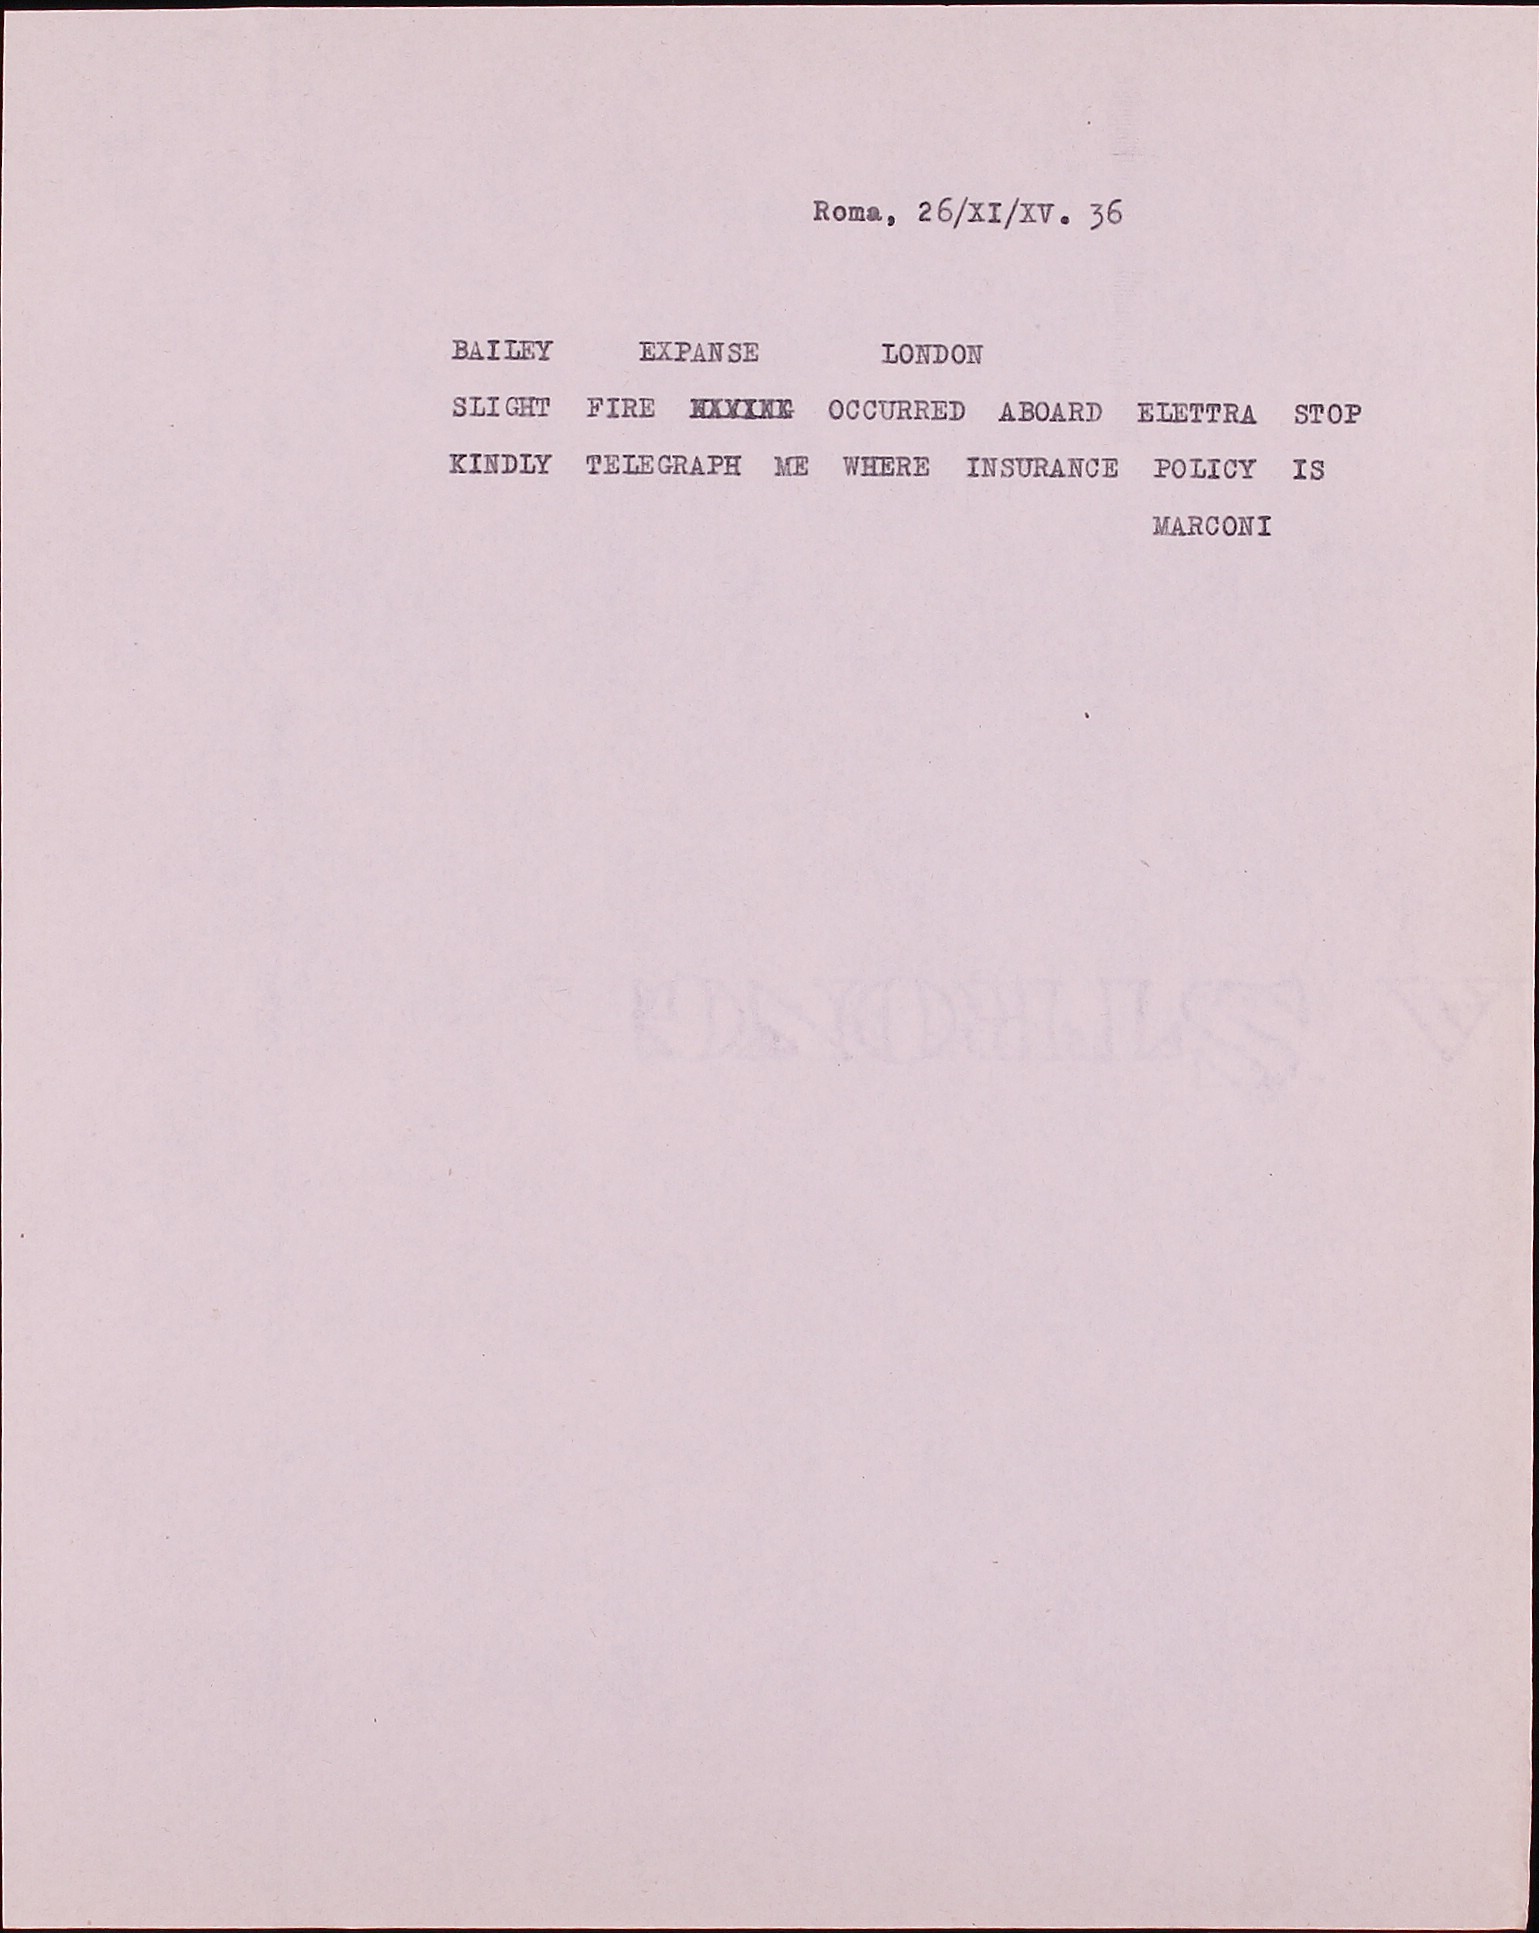 Roma, 26/XI/XV. 36
BAILEY EXPANSE LONDON
SLIGHT FIRE OCCURRED ABOARD ELETTRA STOP
KINDLY TELEGRAPH ME WHERE INSURANCE POLICY IS
MARCONI